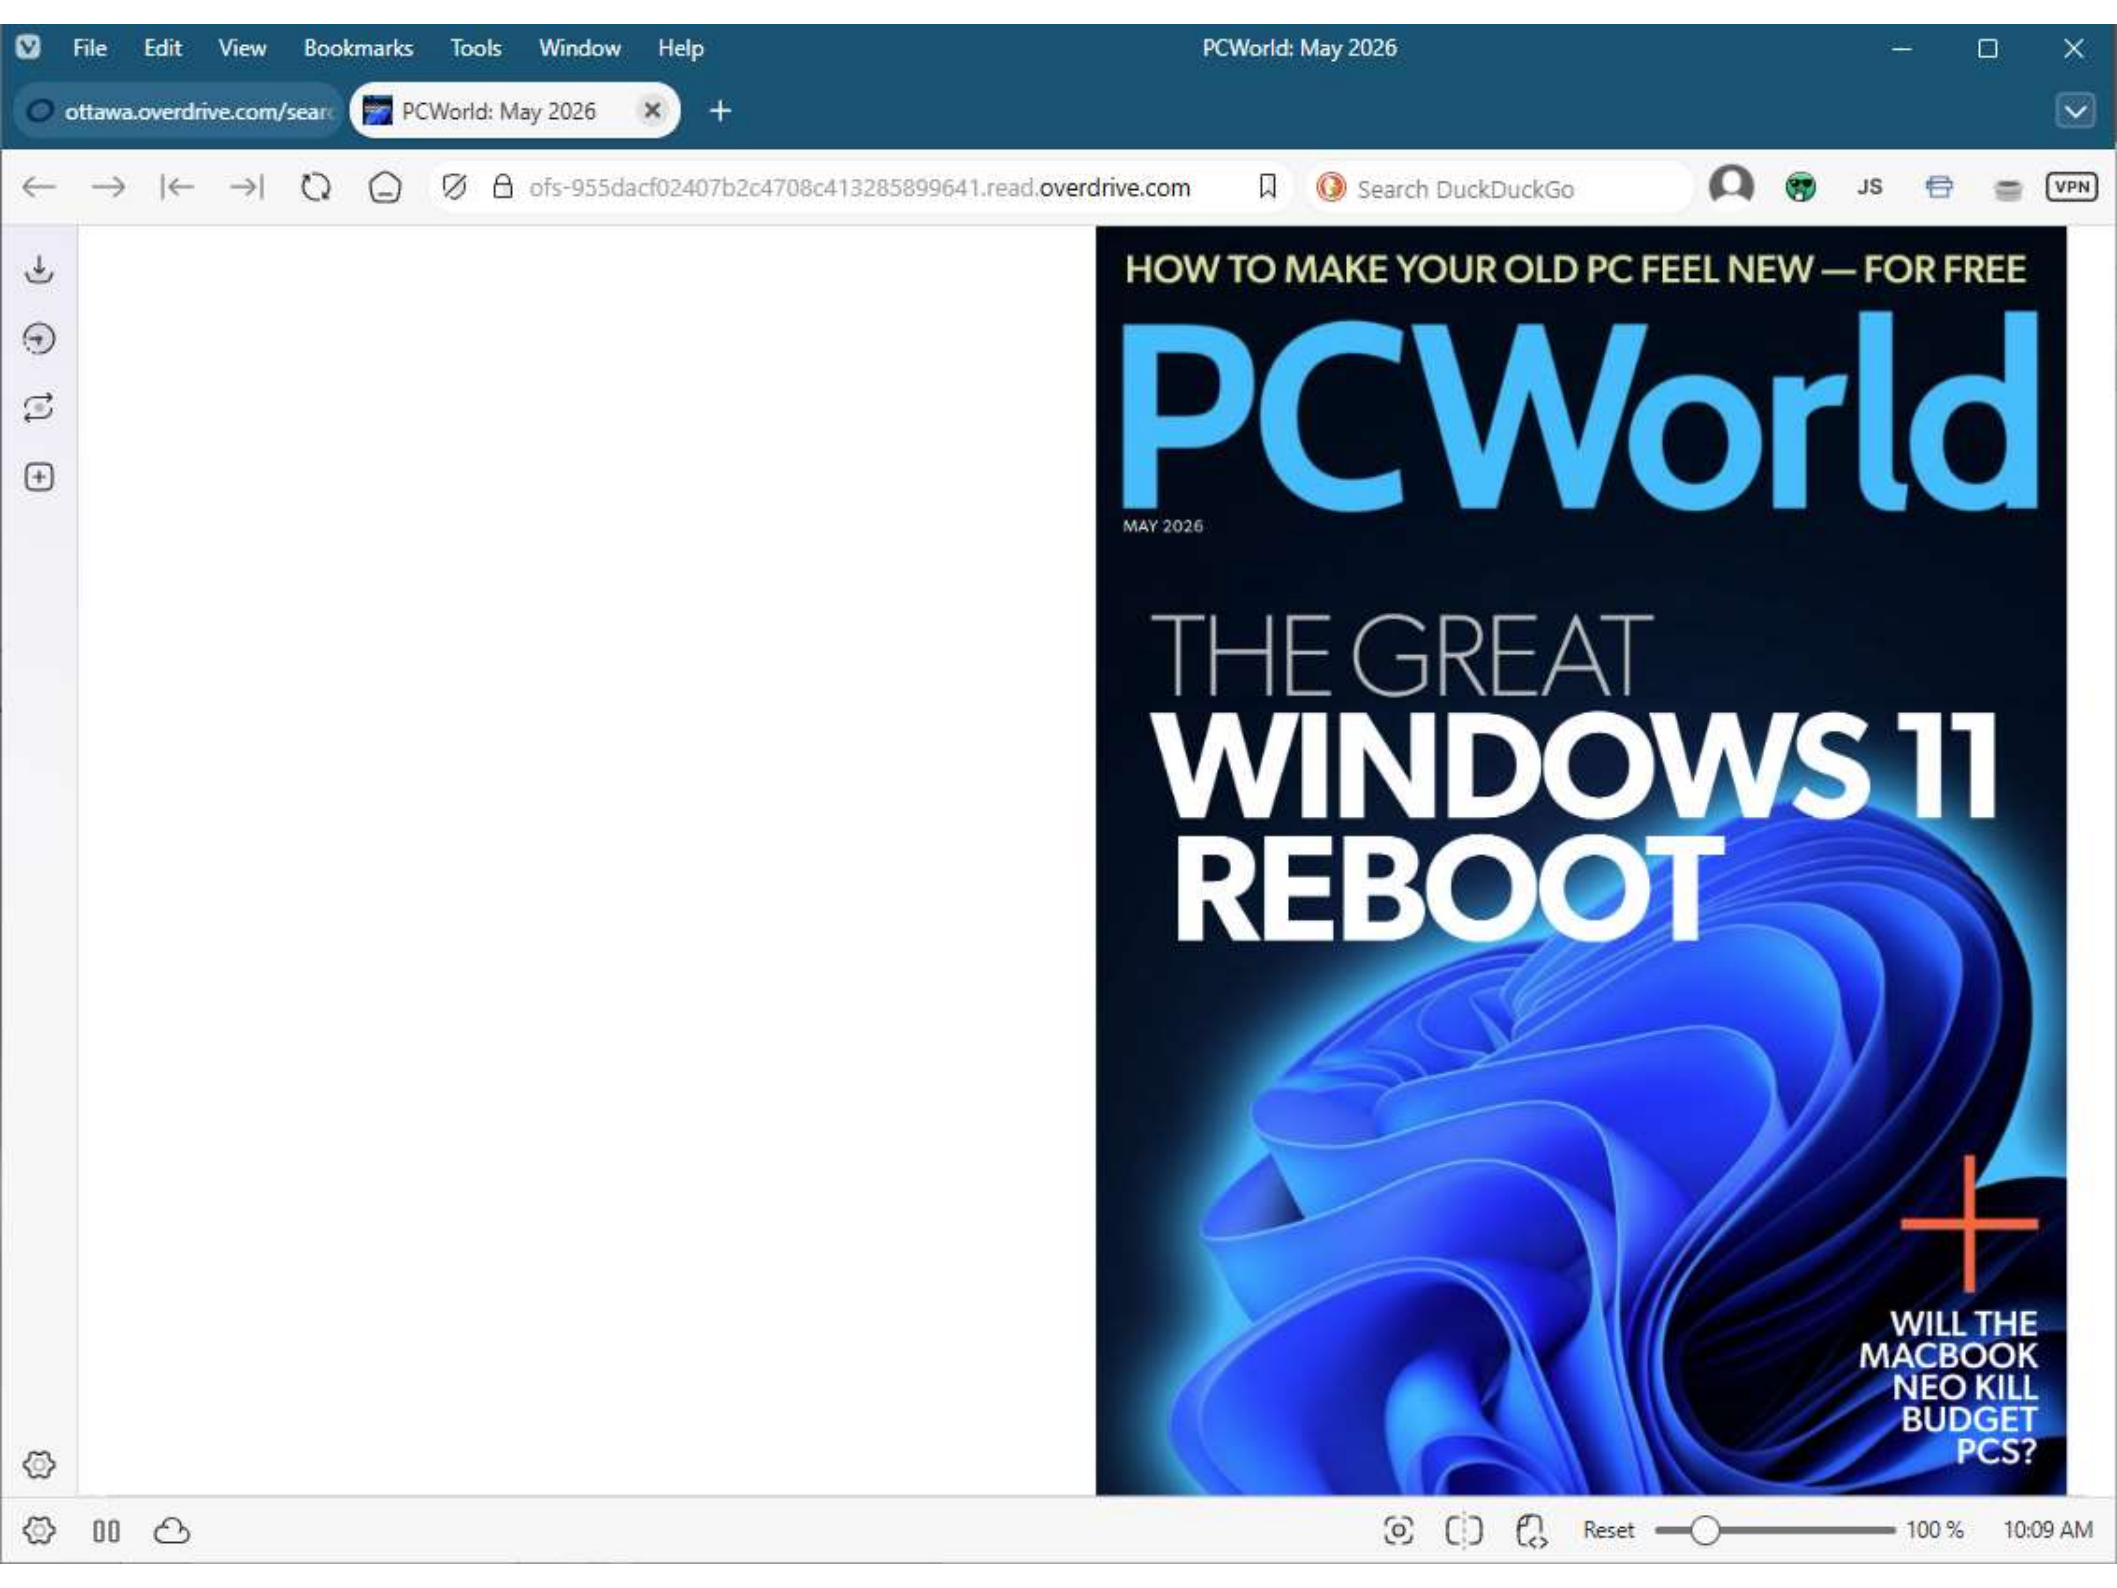 File Edit View Bookmarks Tools Window Help PCWorld: May 2026
ottawa.overdrive.com/sear PCWorld: May 2026
ofs-955dacf02407b2c4708c413285899641.read.overdrive.com Search DuckDuckGo JS VPN
HOW TO MAKE YOUR OLD PC FEEL NEW — FOR FREE
PCWorld
MAY 2026
THE GREAT
WINDOWS 11
REBOOT
WILL THE
MACBOOK
NEO KILL
BUDGET
PCS?
Reset 100 % 10:09 AM